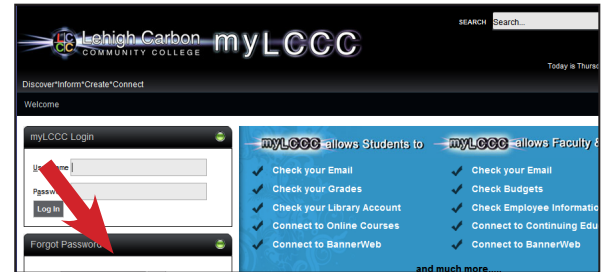 SEARCH Search...
Lehigh Carbon
COMMUNITY COLLEGE
myLCCC
Today is
Discover*Inform*Create*Connect
Welcome
myLCCC Login
Password
Log In
Forgot Password
myLCCC allows Students to
Check your Email
Check your Grades
Check your Library Account
Connect to Online Courses
Connect to BannerWeb
myLCCC allows Faculty &
Check your Email
Check Budgets
Check Employee
Connect to Continuing
Connect to BannerWeb
and much more.....